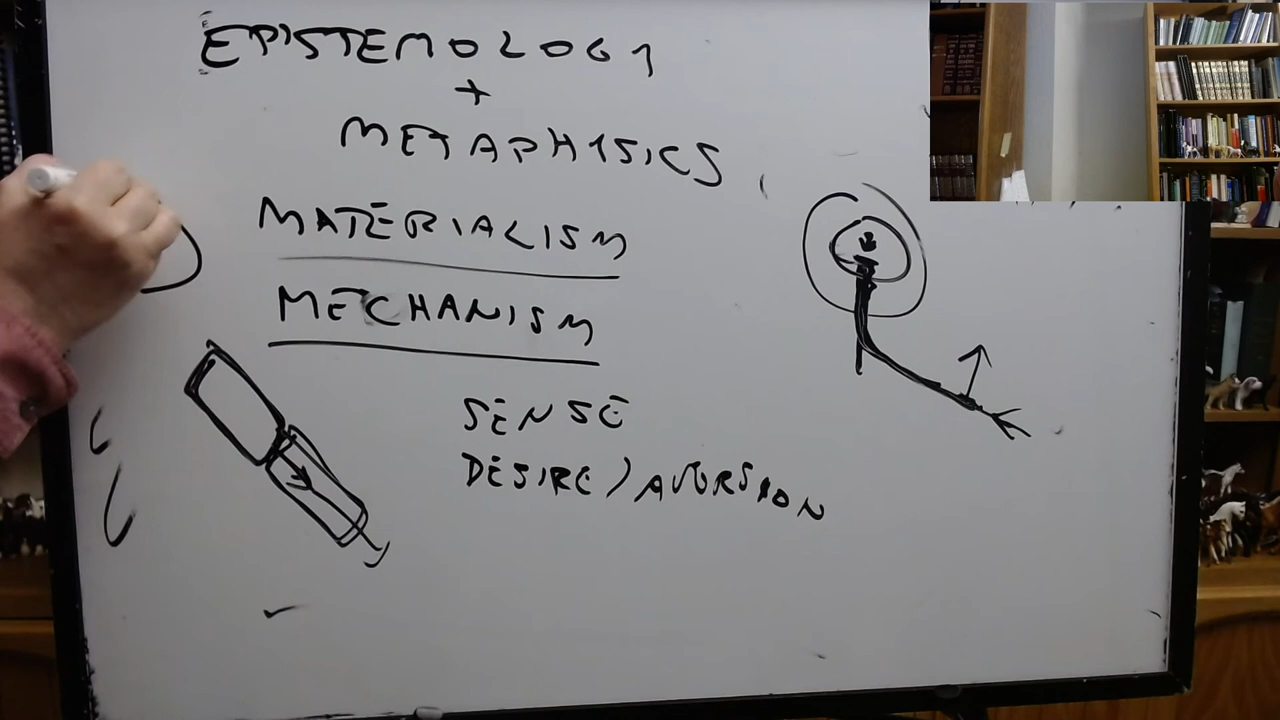 EPISTEMOLOGY
+
METAPHYSICS
MATERIALISM
MECHANISM
SENSE
DESIRE / AVERSION